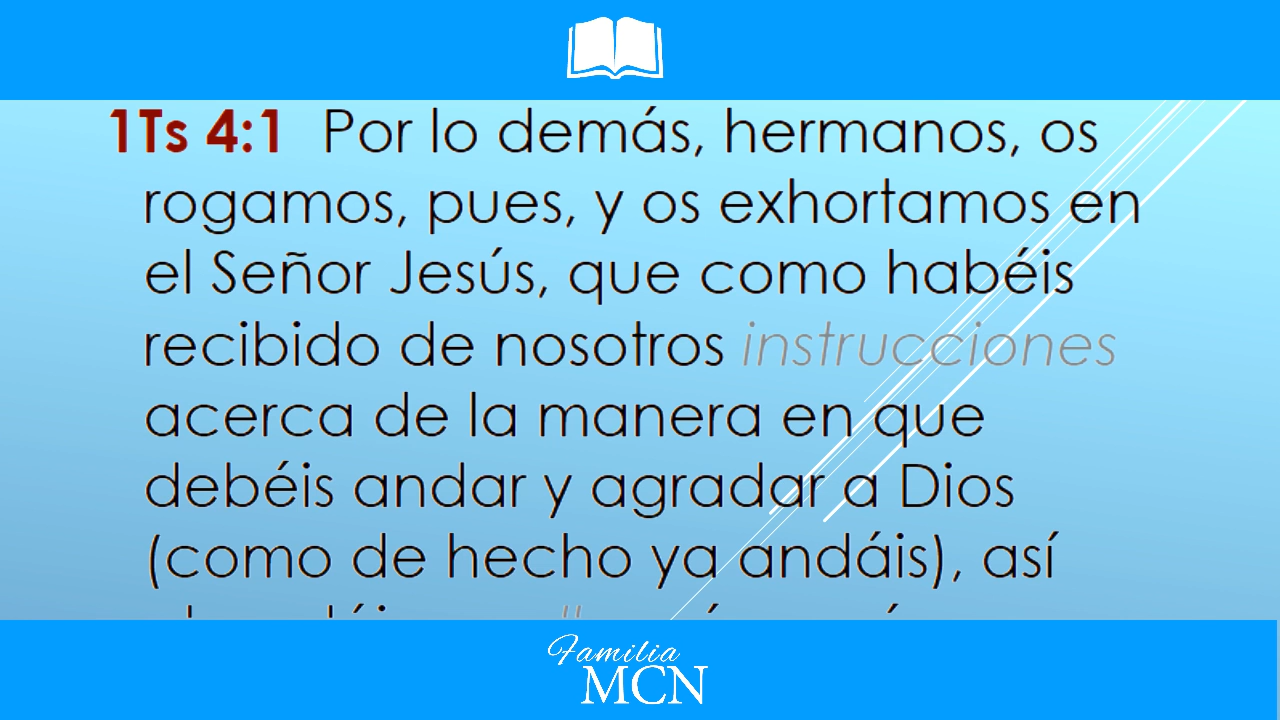 1Ts 4:1 Por lo demás, hermanos, os
rogamos, pues, y os exhortamos en
el Señor Jesús, que como habéis
recibido de nosotros instrucciones
acerca de la manera en que
debéis andar y agradar a Dios
(como de hecho ya andáis), así
Familia
MCN